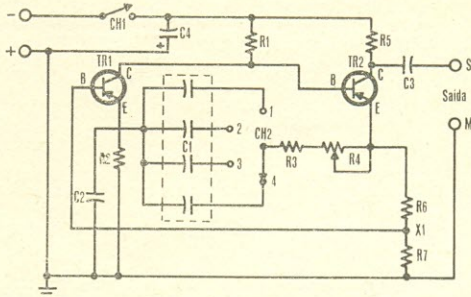 −
CH1
+
C4
R1
R5
TR1
TR2
C
B
E
B
C
E
C3
S
Saída
M
1
2
3
4
C1
CH2
R3
R4
R2
C2
R6
X1
R7